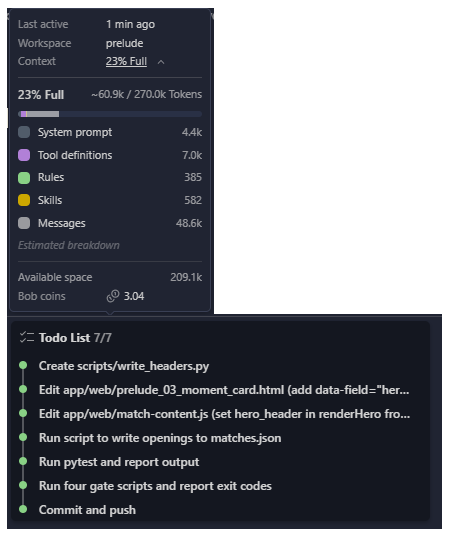 Last active 1 min ago
Workspace prelude
Context 23% Full
23% Full ~60.9k / 270.0k Tokens
System prompt 4.4k
Tool definitions 7.0k
Rules 385
Skills 582
Messages 48.6k
Estimated breakdown
Available space 209.1k
Bob coins 3.04
Todo List 7/7
Create scripts/write_headers.py
Edit app/web/prelude_03_moment_card.html (add data-field="her...
Edit app/web/match-content.js (set hero_header in renderHero fro...
Run script to write openings to matches.json
Run pytest and report output
Run four gate scripts and report exit codes
Commit and push